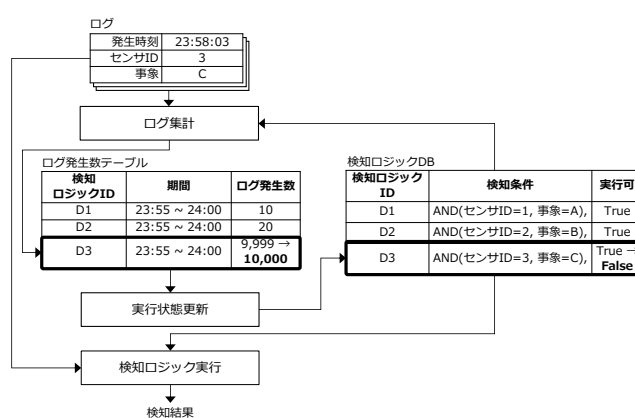 ログ
発生時刻 23:58:03
センサID 3
事象 C
ログ集計
ログ発生数テーブル
検知ロジックID 期間 ログ発生数
D1 23:55 ~ 24:00 10
D2 23:55 ~ 24:00 20
D3 23:55 ~ 24:00 9,999 → 10,000
検知ロジックDB
検知ロジックID 検知条件 実行可
D1 AND(センサID=1, 事象=A), True
D2 AND(センサID=2, 事象=B), True
D3 AND(センサID=3, 事象=C), True → False
実行状態更新
検知ロジック実行
検知結果